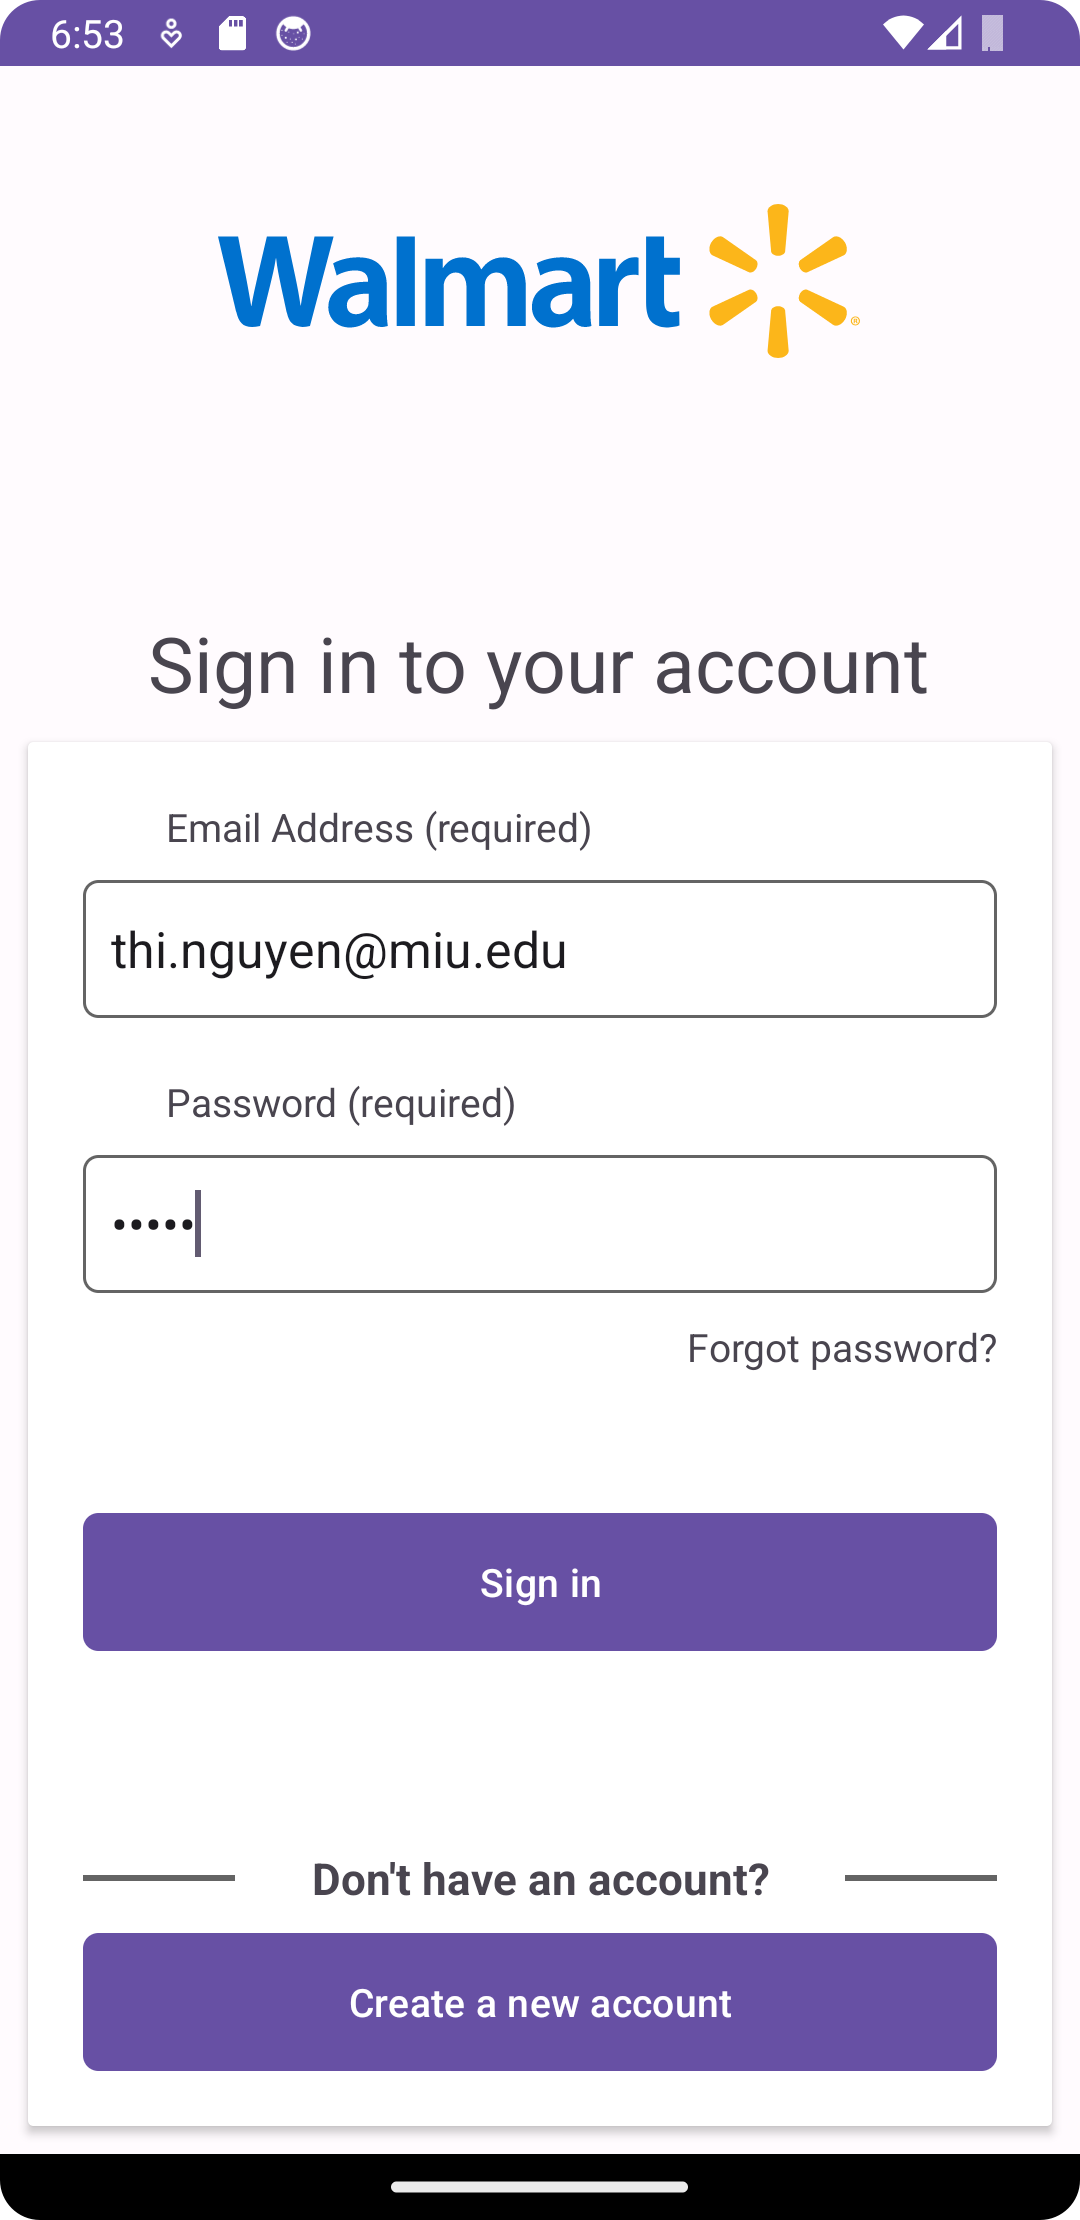 6:53
Walmart
®
Sign in to your account
Email Address (required)
thi.nguyen@miu.edu
Password (required)
•••••
Forgot password?
Sign in
Don't have an account?
Create a new account